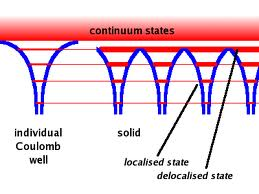 continuum states
individual
Coulomb
well
solid
localised state
delocalised state